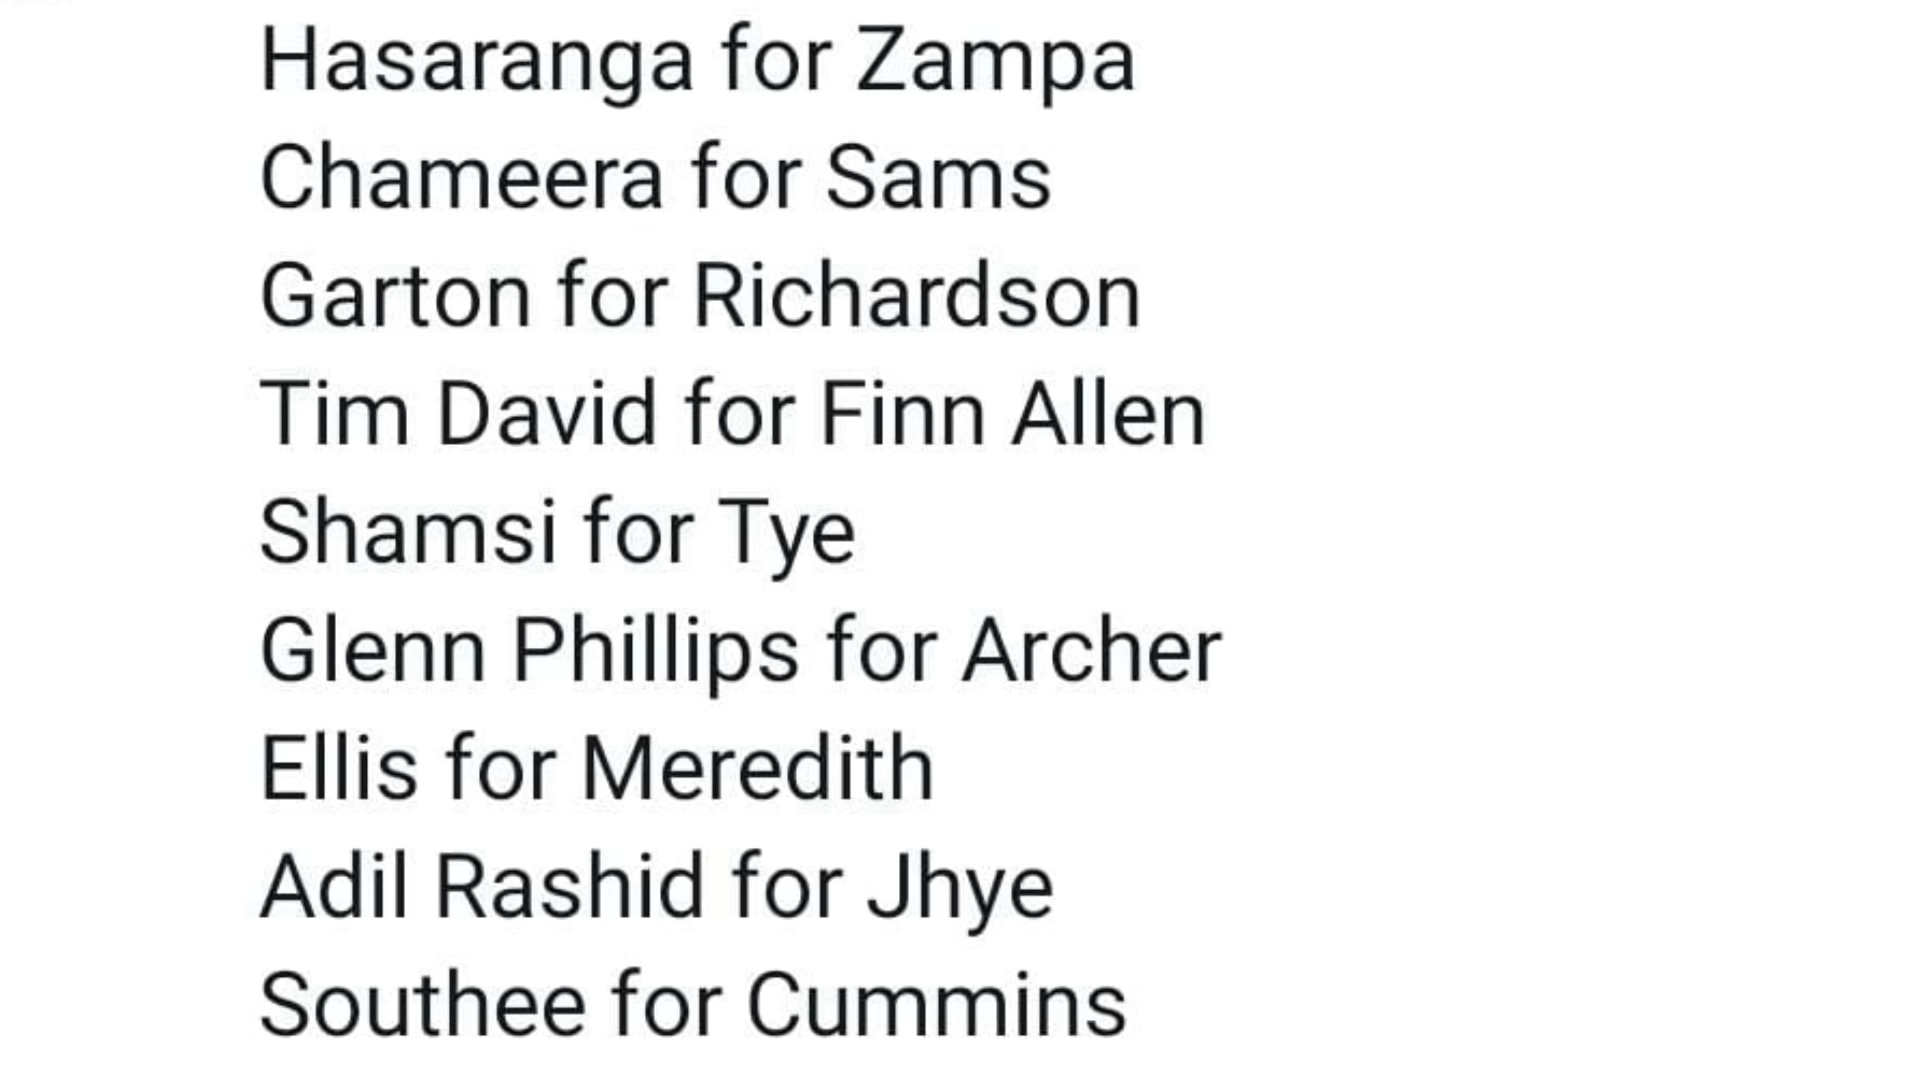 Hasaranga for Zampa
Chameera for Sams
Garton for Richardson
Tim David for Finn Allen
Shamsi for Tye
Glenn Phillips for Archer
Ellis for Meredith
Adil Rashid for Jhye
Southee for Cummins